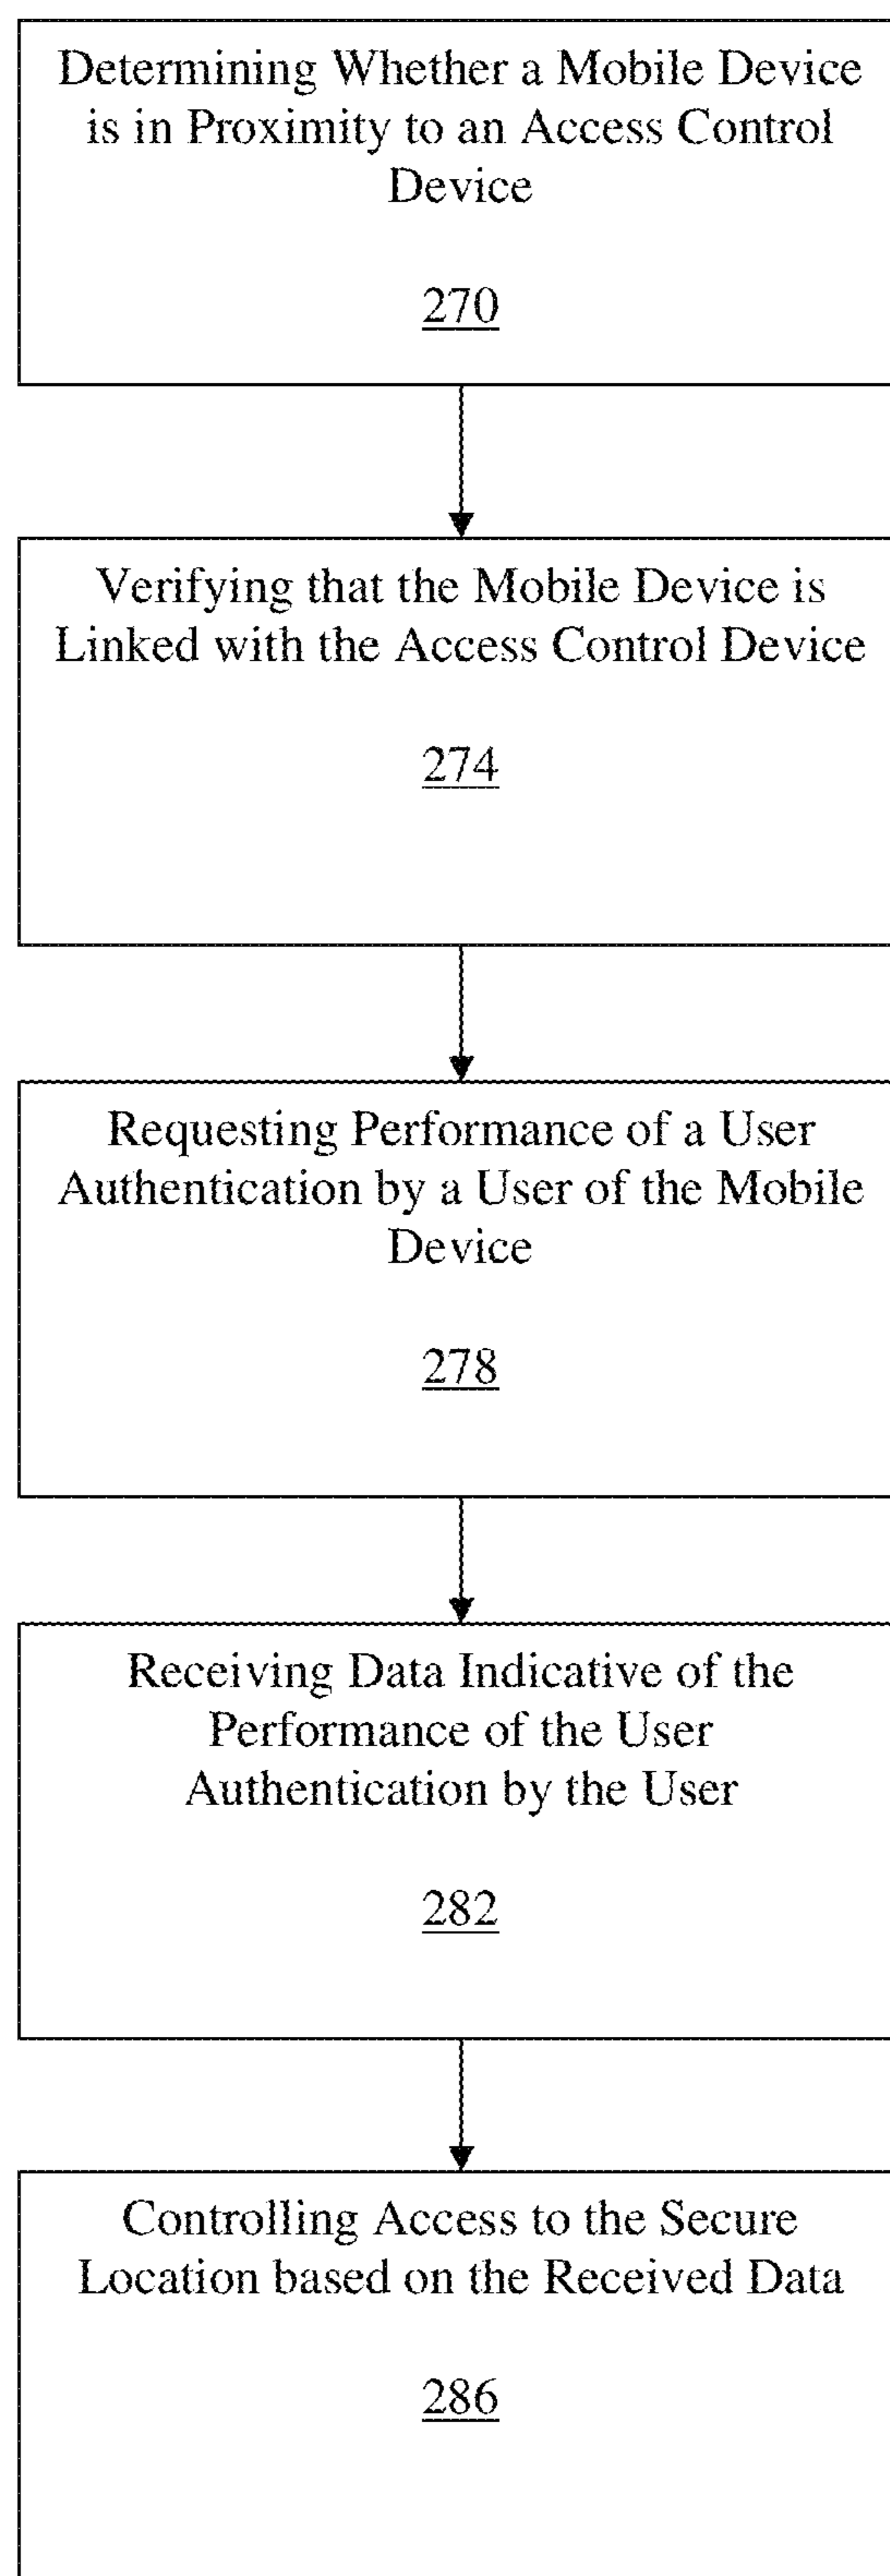 Determining Whether a Mobile Device
is in Proximity to an Access Control
Device
270
Verifying that the Mobile Device is
Linked with the Access Control Device
274
Requesting Performance of a User
Authentication by a User of the Mobile
Device
278
Receiving Data Indicative of the
Performance of the User
Authentication by the User
282
Controlling Access to the Secure
Location based on the Received Data
286